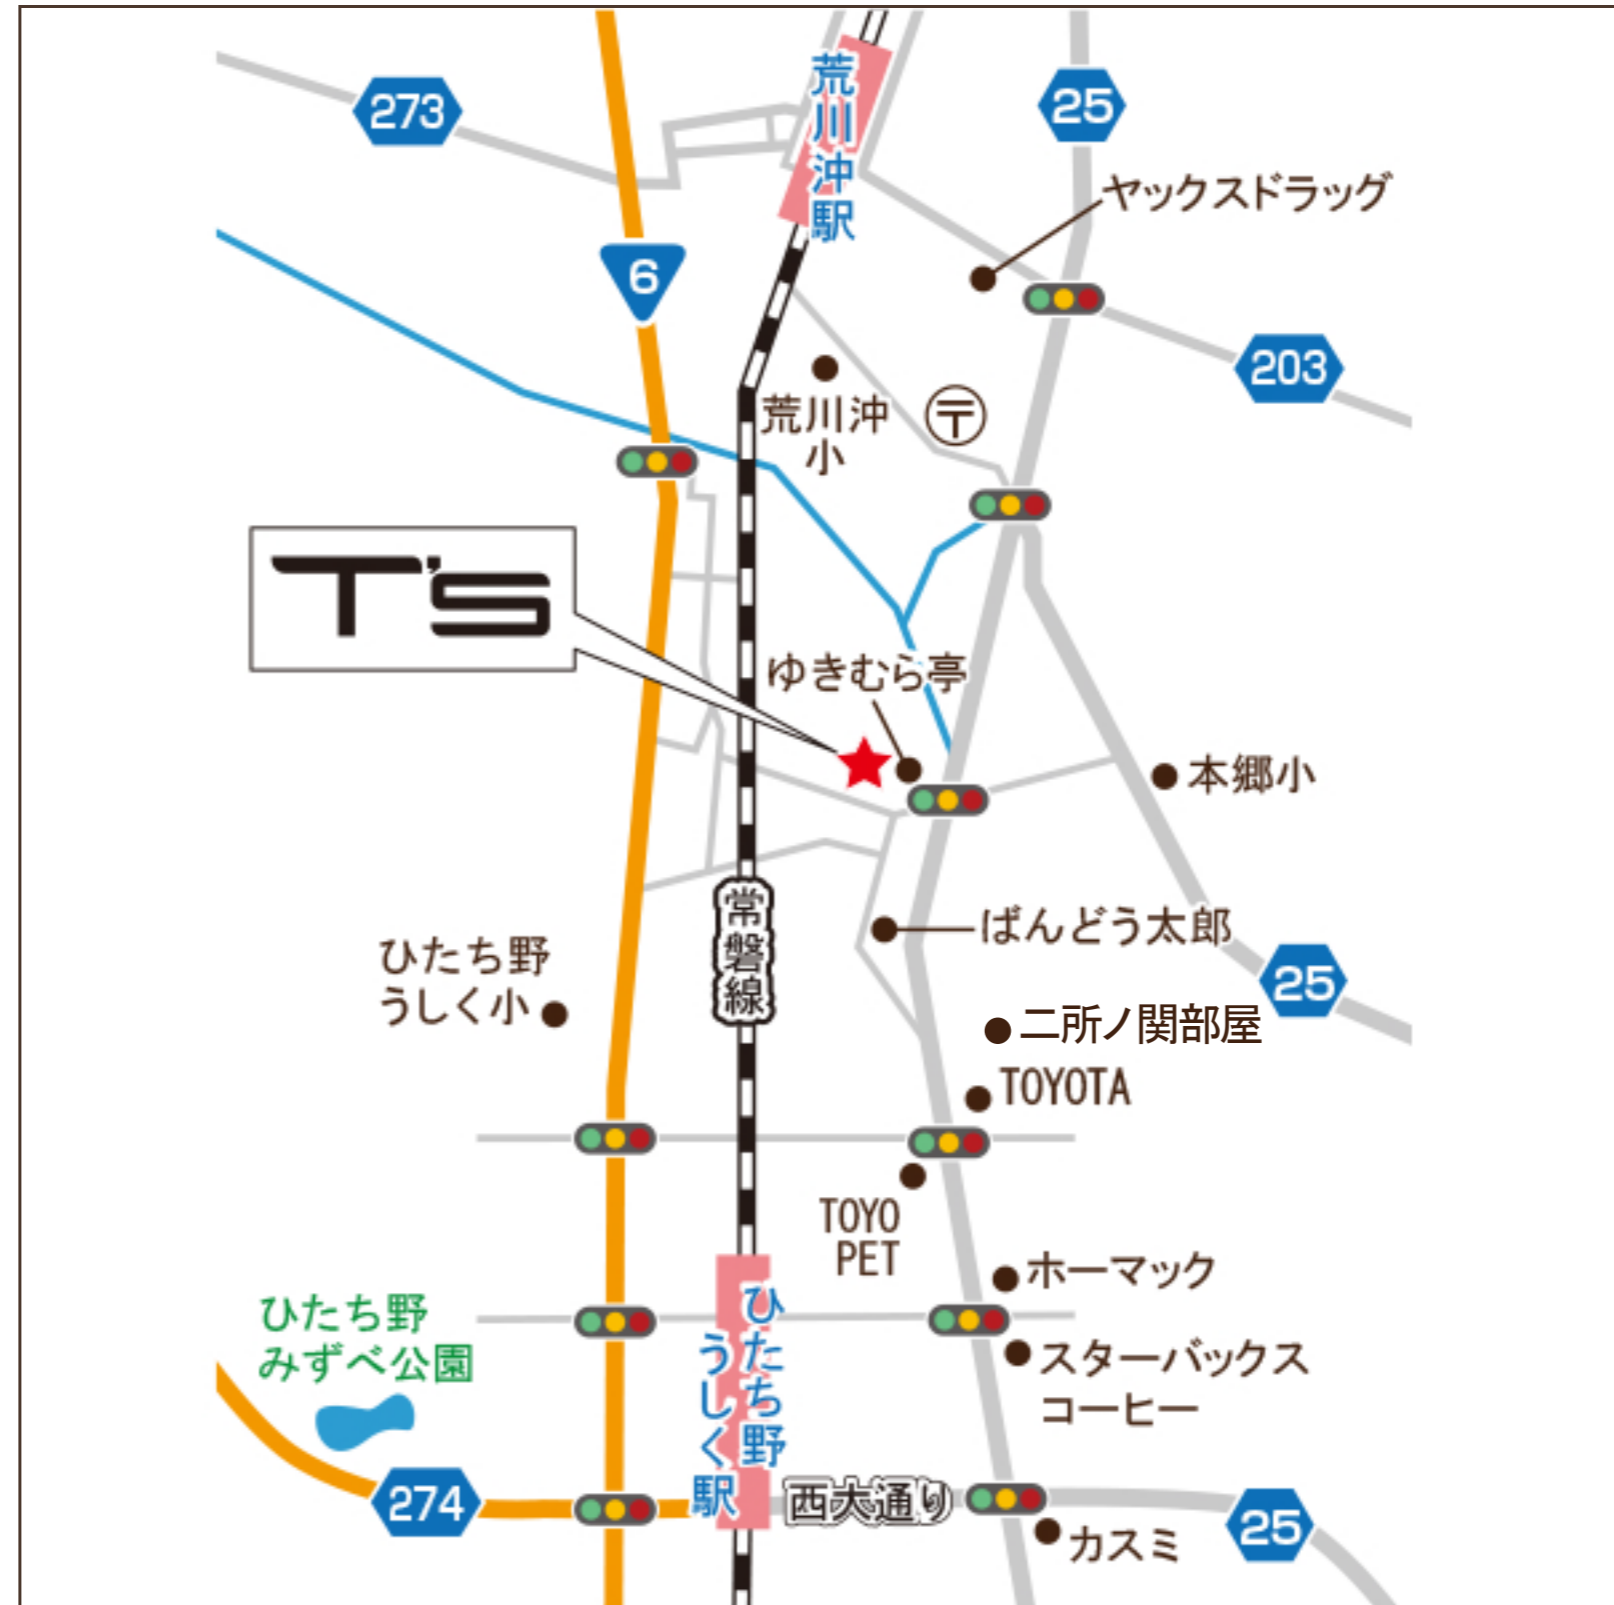 荒川沖駅
273
25
ヤックスドラッグ
6
203
荒川沖
小
〒
T's
ゆきむら亭
本郷小
常磐線
ばんどう太郎
ひたち野
うしく小
25
二所ノ関部屋
TOYOTA
TOYO
PET
ホーマック
ひたち野
みずべ公園
ひたち野
うしく駅
スターバックス
コーヒー
274
西大通り
25
カスミ